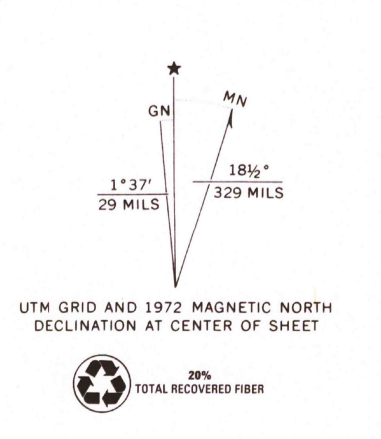 ★
GN
MN
1°37'
29 MILS
18½°
329 MILS
UTM GRID AND 1972 MAGNETIC NORTH
DECLINATION AT CENTER OF SHEET
20%
TOTAL RECOVERED FIBER